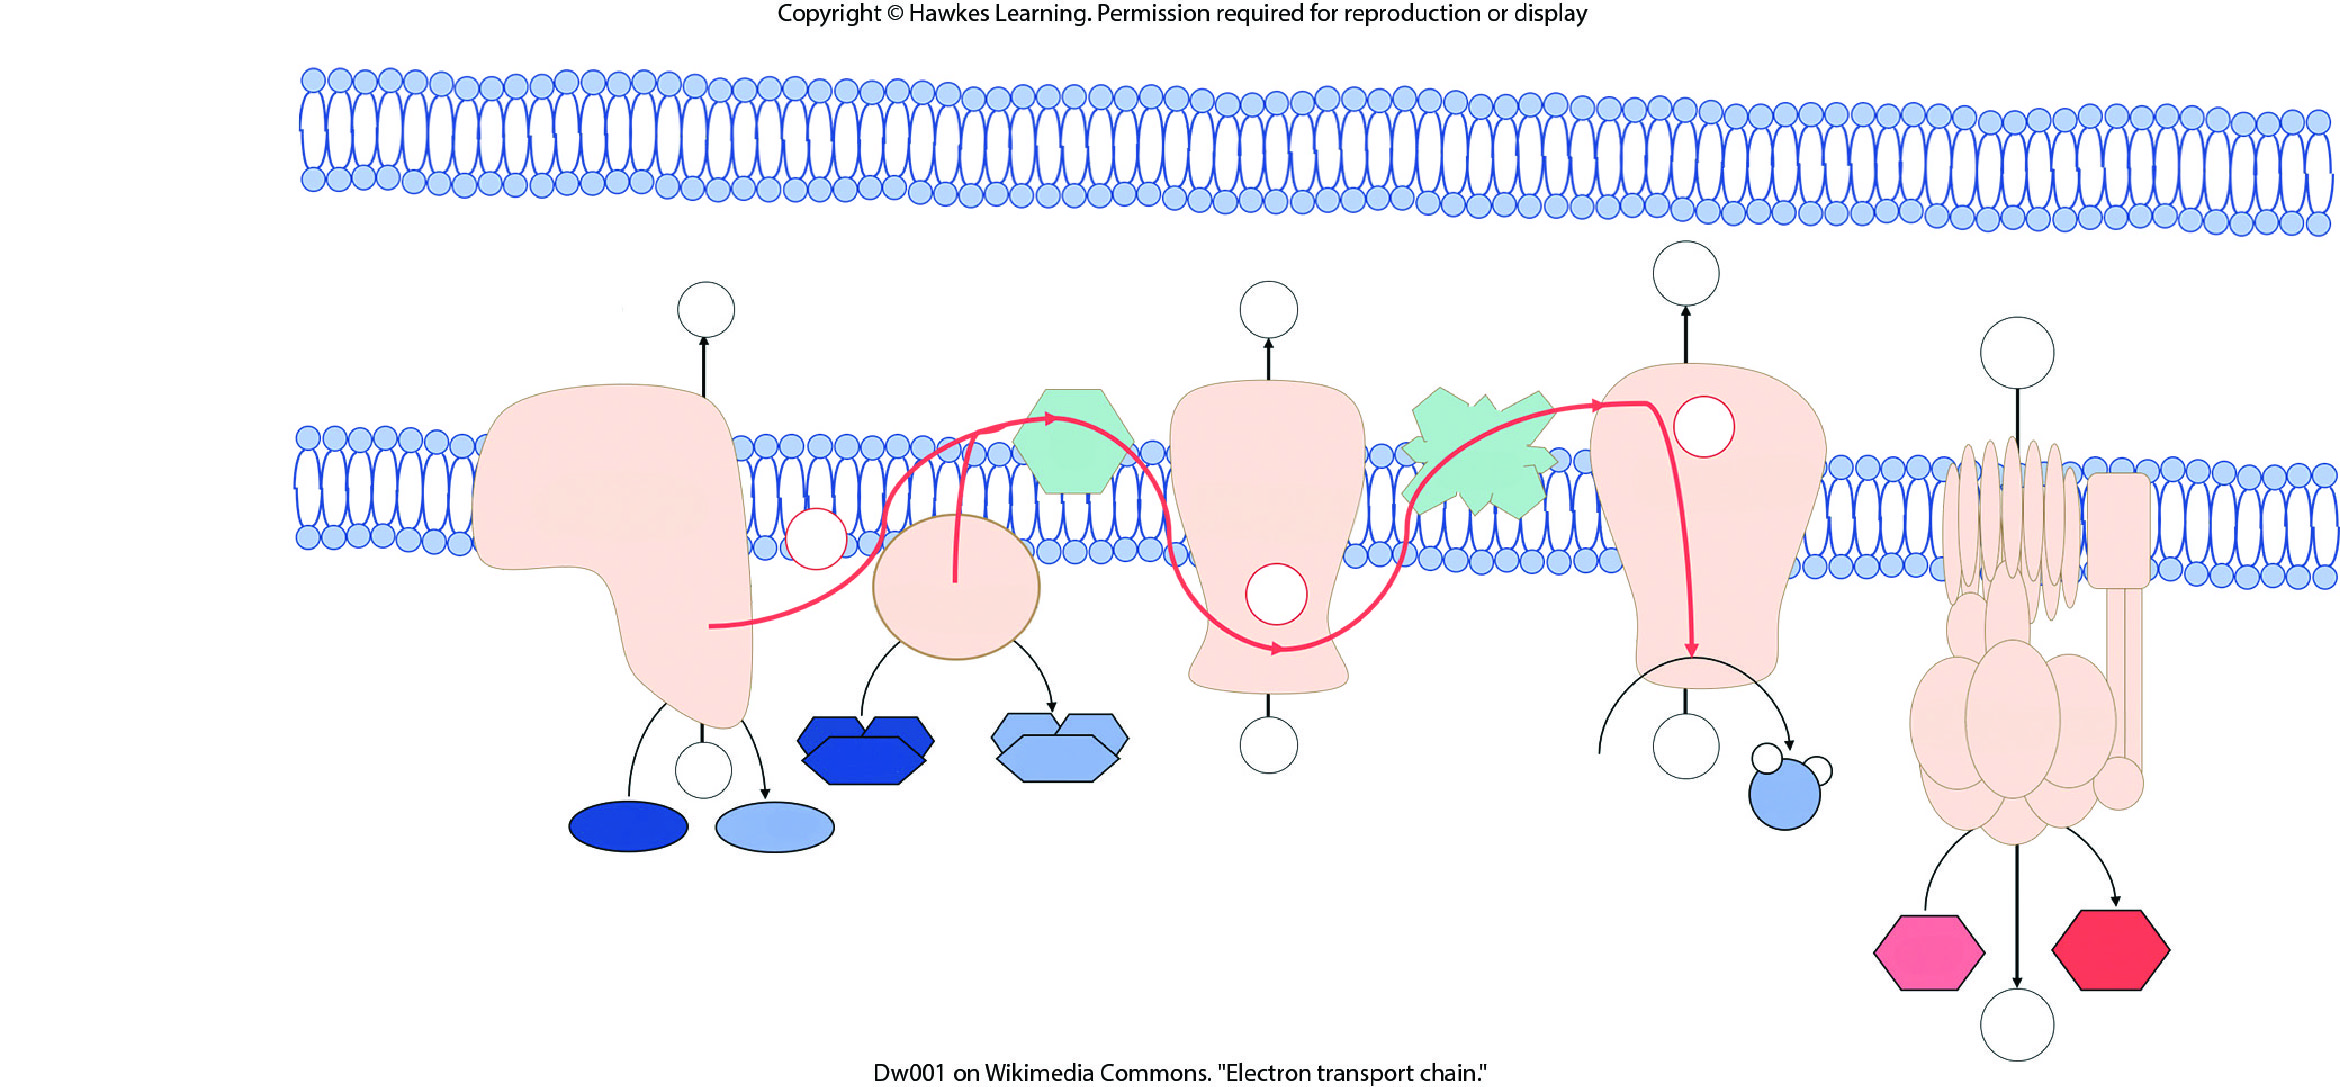 Copyright © Hawkes Learning. Permission required for reproduction or display
Dw001 on Wikimedia Commons. "Electron transport chain."